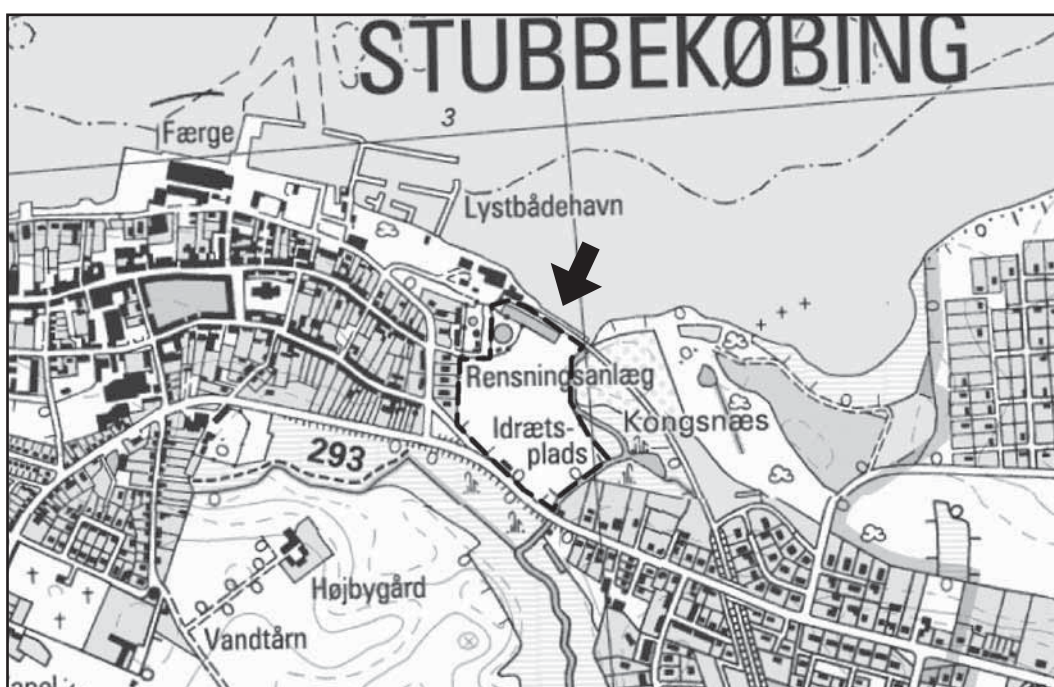 STUBBEKØBING
3
Færge
Lystbådehavn
Rensningsanlæg
Idræts-
plads
Kongsnæs
293
Højbygård
Vandtårn